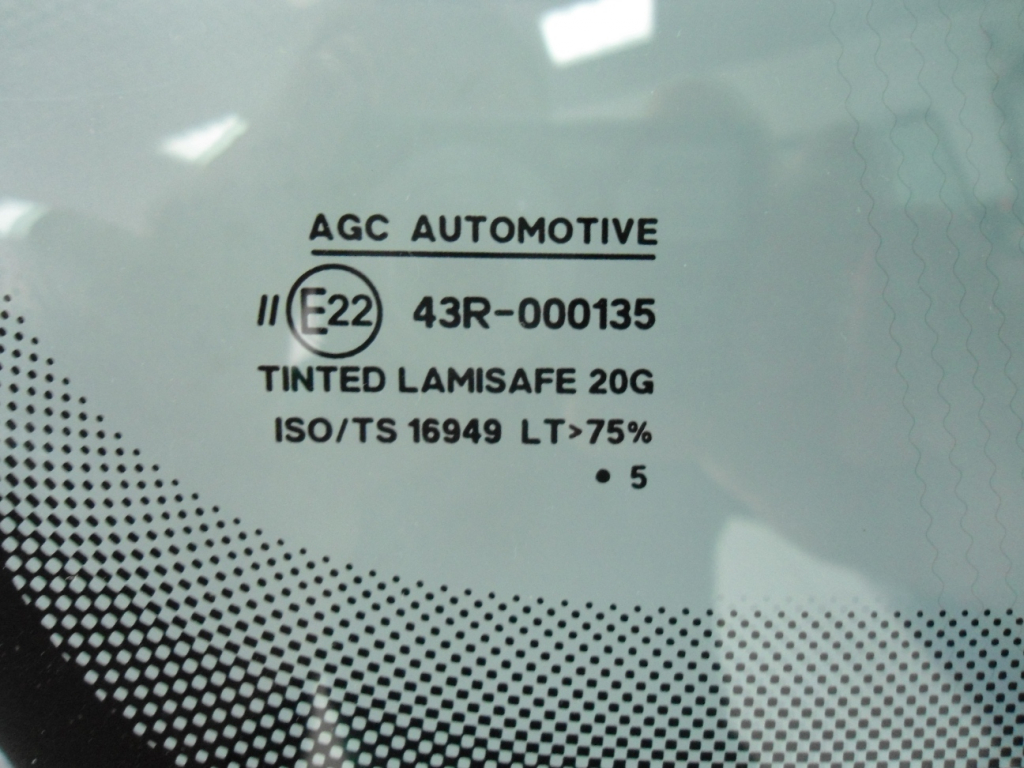 AGC AUTOMOTIVE
II E22 43R-000135
TINTED LAMISAFE 20G
ISO/TS 16949 LT>75%
• 5